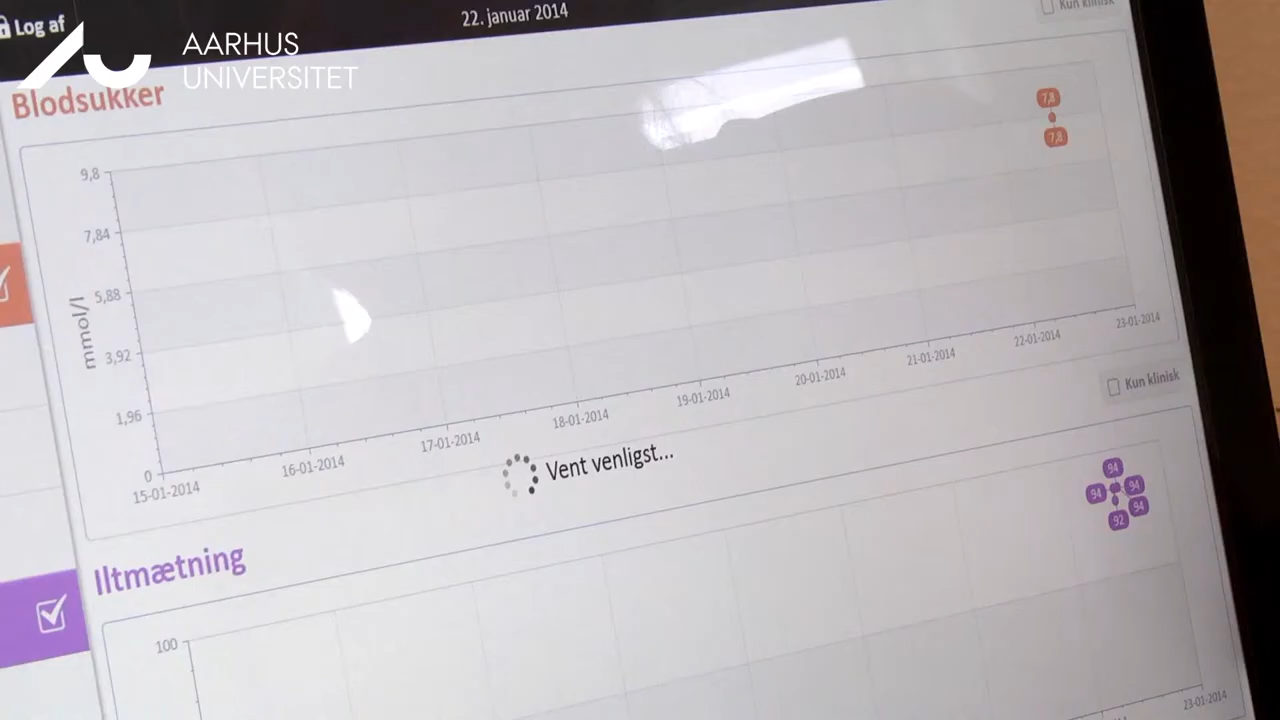 Log af
22. januar 2014
Kun klinisk
AARHUS
UNIVERSITET
Blodsukker
7,8
7,8
9,8
7,84
5,88
3,92
1,96
0
mmol/l
15-01-2014
16-01-2014
17-01-2014
18-01-2014
19-01-2014
20-01-2014
21-01-2014
22-01-2014
23-01-2014
Kun klinisk
Vent venligst...
Iltmætning
94
94
94
94
92
100
23-01-2014